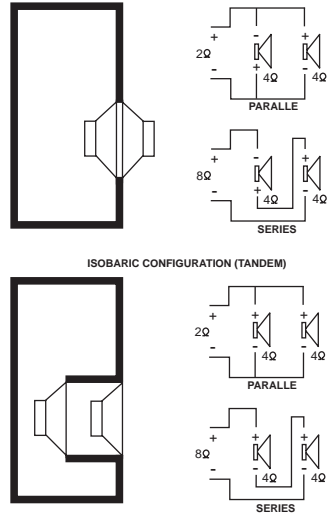 + - +
2Ω
- + -
4Ω 4Ω
PARALLE
+ - +
8Ω
- + -
4Ω 4Ω
SERIES
ISOBARIC CONFIGURATION (TANDEM)
+ + +
2Ω
- - -
4Ω 4Ω
PARALLE
+ + +
8Ω
- - -
4Ω 4Ω
SERIES